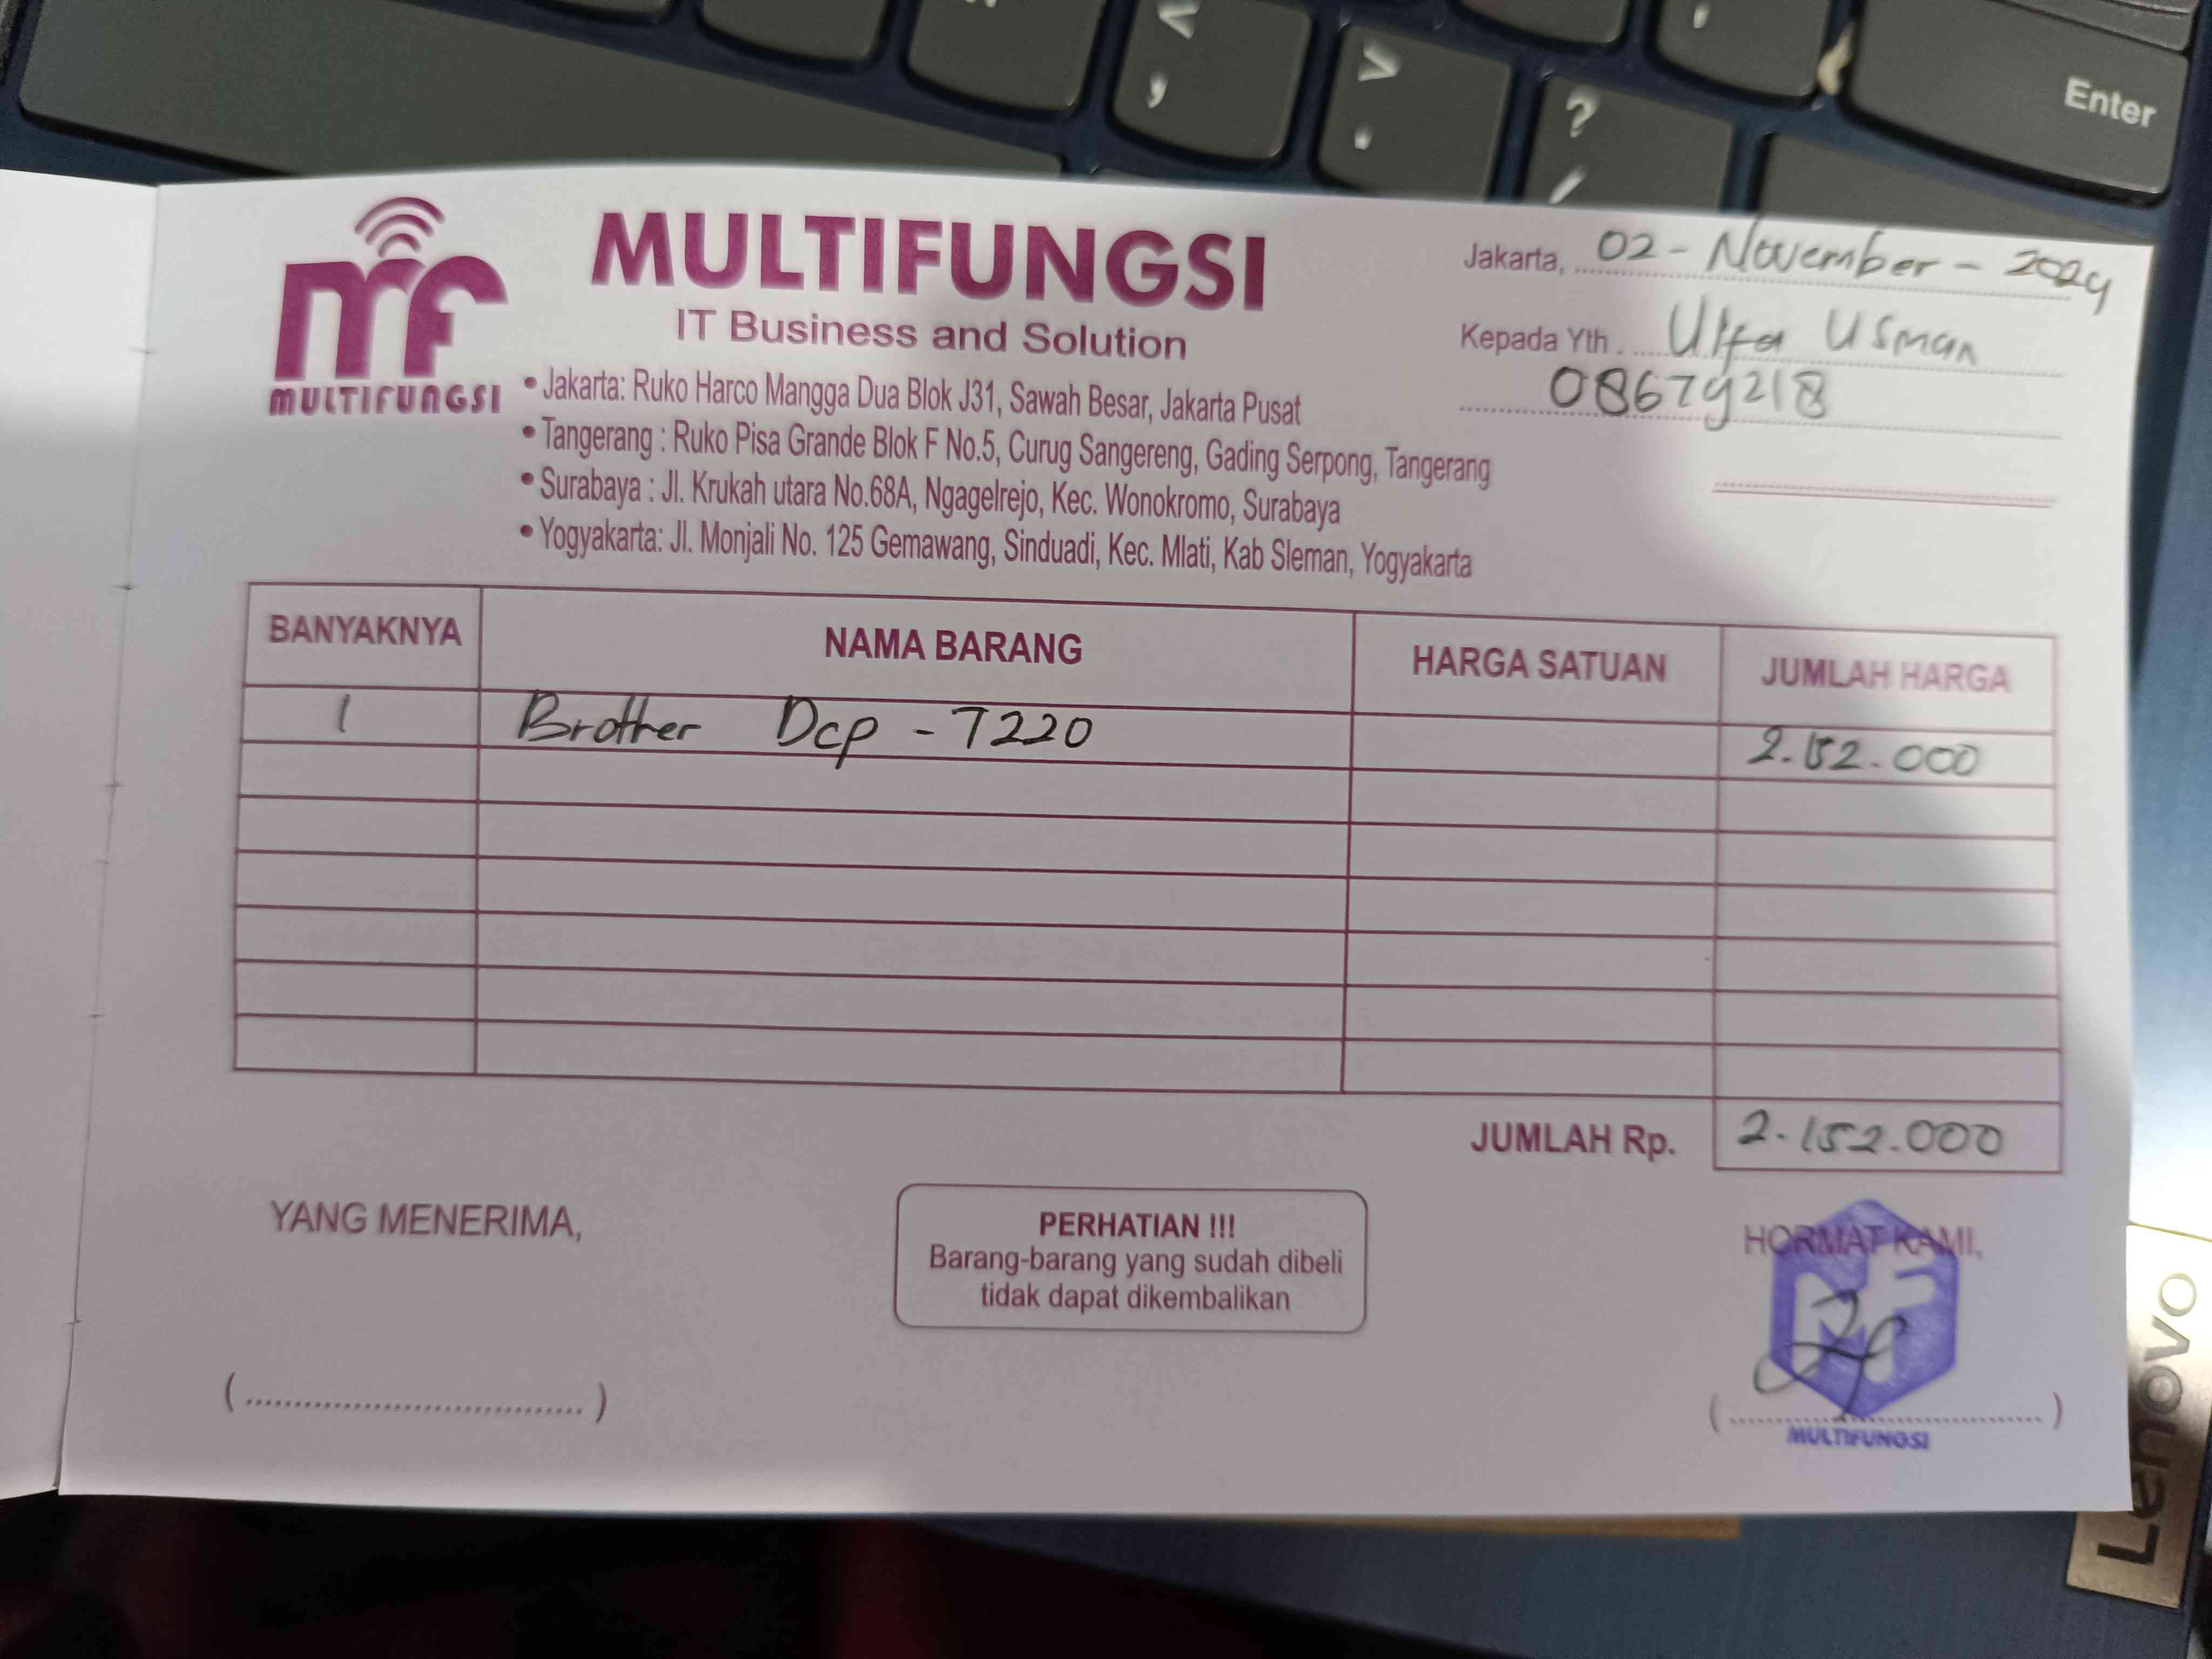 Enter
< ,
> .
? /
mf
MULTIFUNGSI
MULTIFUNGSI
IT Business and Solution
• Jakarta: Ruko Harco Mangga Dua Blok J31, Sawah Besar, Jakarta Pusat
• Tangerang : Ruko Pisa Grande Blok F No.5, Curug Sangereng, Gading Serpong, Tangerang
• Surabaya : Jl. Krukah utara No.68A, Ngagelrejo, Kec. Wonokromo, Surabaya
• Yogyakarta: Jl. Monjali No. 125 Gemawang, Sinduadi, Kec. Mlati, Kab Sleman, Yogyakarta
Jakarta, 02 - November - 2024
Kepada Yth . Ulfa Usman
08679218
BANYAKNYA NAMA BARANG HARGA SATUAN JUMLAH HARGA
1 Brother Dcp - T220 2.152.000
JUMLAH Rp. 2.152.000
YANG MENERIMA,
PERHATIAN !!!
Barang-barang yang sudah dibeli
tidak dapat dikembalikan
HORMAT KAMI,
MULTIFUNGSI
Lenovo